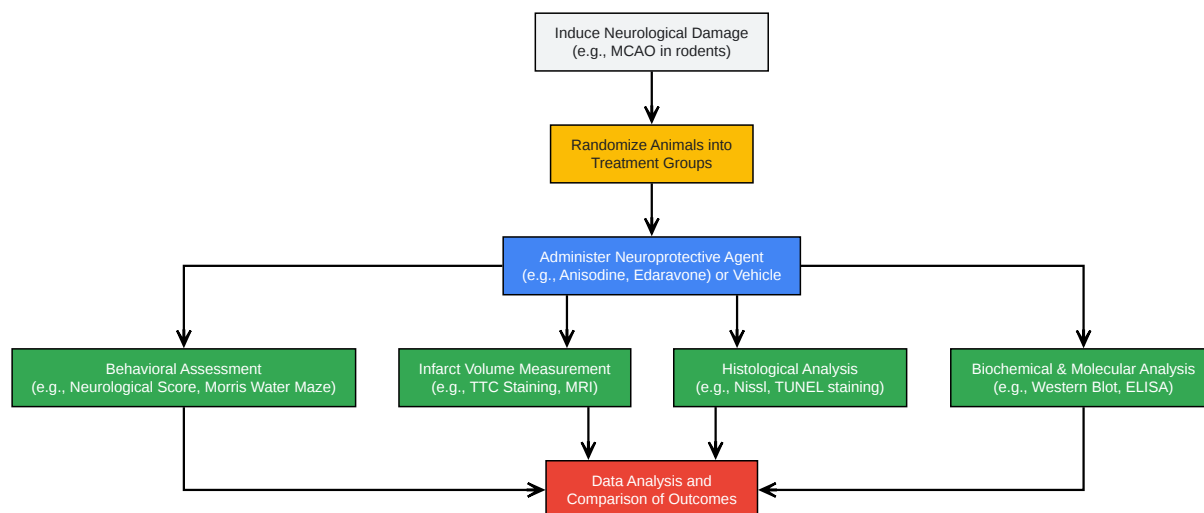 Induce Neurological Damage
(e.g., MCAO in rodents)
Randomize Animals into
Treatment Groups
Administer Neuroprotective Agent
(e.g., Anisodine, Edaravone) or Vehicle
Behavioral Assessment
(e.g., Neurological Score, Morris Water Maze)
Infarct Volume Measurement
(e.g., TTC Staining, MRI)
Histological Analysis
(e.g., Nissl, TUNEL staining)
Biochemical & Molecular Analysis
(e.g., Western Blot, ELISA)
Data Analysis and
Comparison of Outcomes